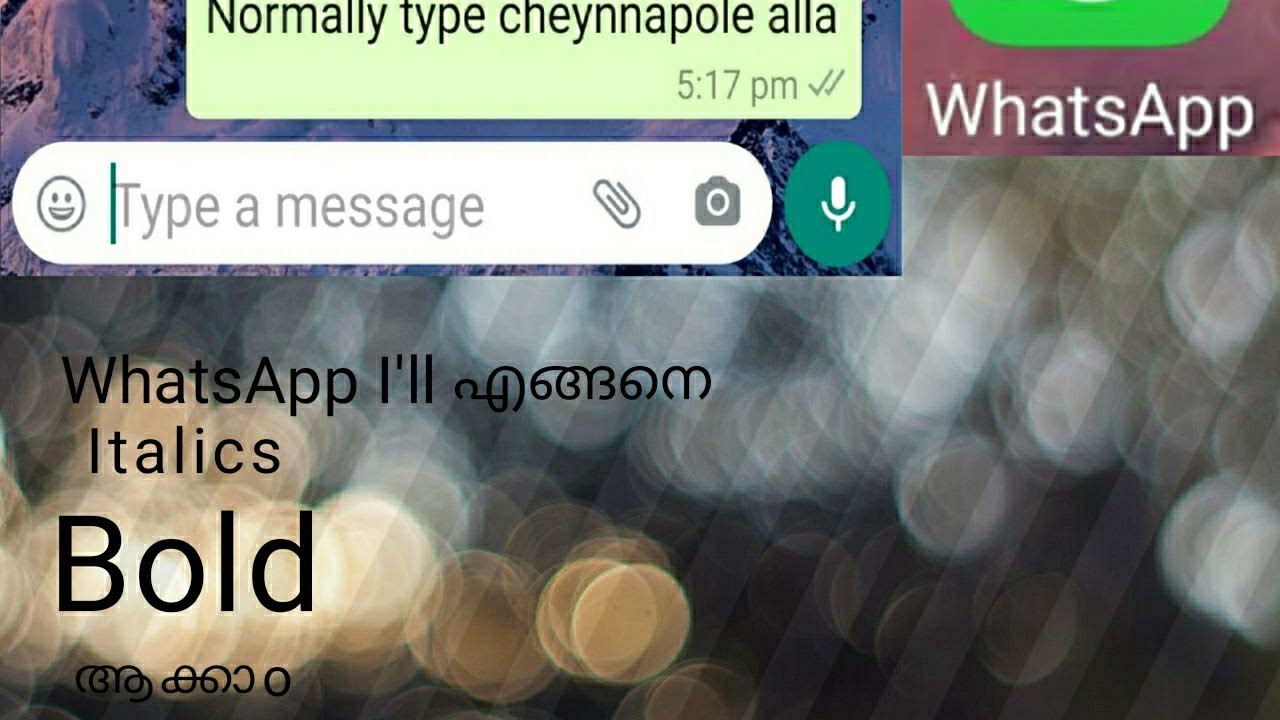 Normally type cheynnapole alla
5:17 pm
WhatsApp
Type a message
WhatsApp I'll എങ്ങനെ
Italics
Bold
ആക്കാo